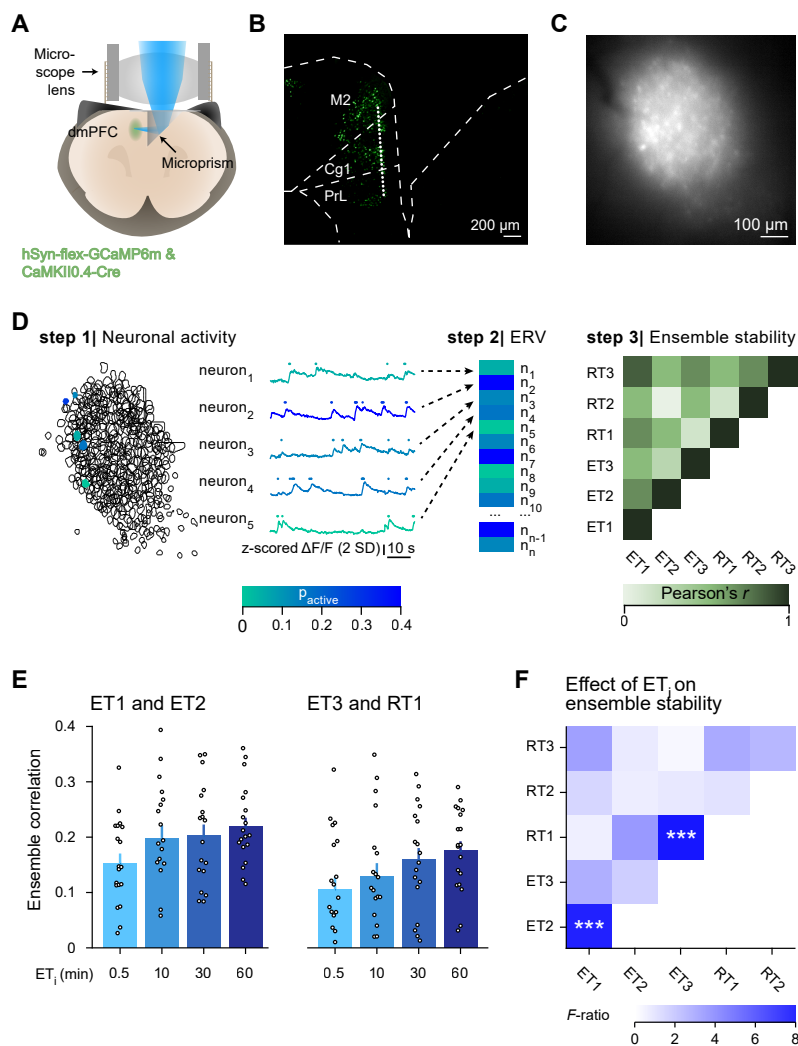 A
Micro-
scope
lens
dmPFC
Microprism
hSyn-flex-GCaMP6m &
CaMKII0.4-Cre
B
M2
Cg1
PrL
200 µm
C
100 µm
D
step 1| Neuronal activity
neuron1
neuron2
neuron3
neuron4
neuron5
z-scored ΔF/F (2 SD) 10 s
pactive
0 0.1 0.2 0.3 0.4
step 2| ERV
n1
n2
n3
n4
n5
n6
n7
n8
n9
n10
... ...
nn-1
nn
step 3| Ensemble stability
RT3
RT2
RT1
ET3
ET2
ET1
ET1 ET2 ET3 RT1 RT2 RT3
Pearson's r
0 1
E
ET1 and ET2
ET3 and RT1
Ensemble correlation
0.4
0.3
0.2
0.1
0
ETi (min) 0.5 10 30 60 0.5 10 30 60
F
Effect of ETi on
ensemble stability
RT3
RT2
RT1 ***
ET3
ET2 ***
ET1 ET2 ET3 RT1 RT2
F-ratio
0 2 4 6 8